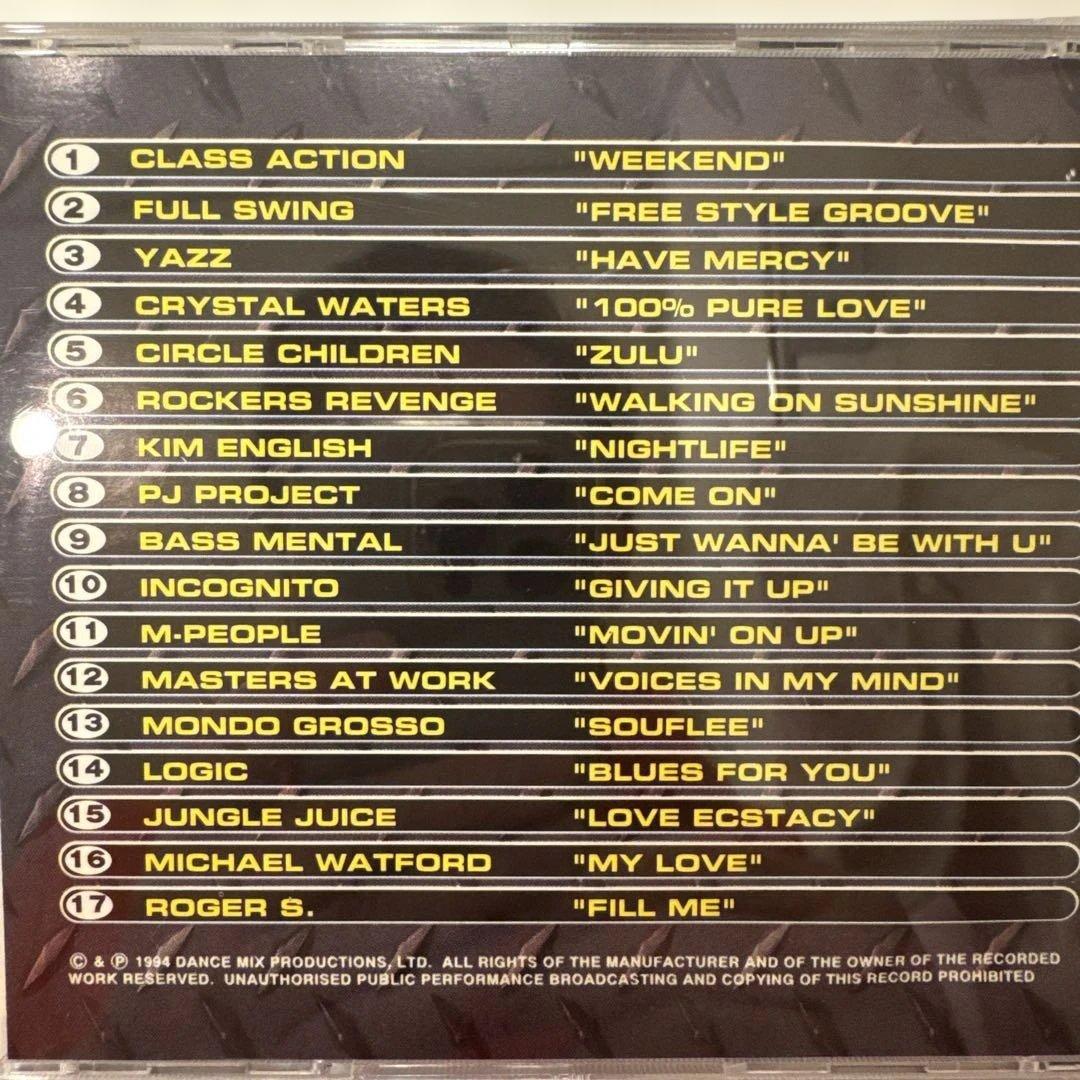 1 CLASS ACTION "WEEKEND"
2 FULL SWING "FREE STYLE GROOVE"
3 YAZZ "HAVE MERCY"
4 CRYSTAL WATERS "100% PURE LOVE"
5 CIRCLE CHILDREN "ZULU"
6 ROCKERS REVENGE "WALKING ON SUNSHINE"
7 KIM ENGLISH "NIGHTLIFE"
8 PJ PROJECT "COME ON"
9 BASS MENTAL "JUST WANNA' BE WITH U"
10 INCOGNITO "GIVING IT UP"
11 M-PEOPLE "MOVIN' ON UP"
12 MASTERS AT WORK "VOICES IN MY MIND"
13 MONDO GROSSO "SOUFLEE"
14 LOGIC "BLUES FOR YOU"
15 JUNGLE JUICE "LOVE ECSTACY"
16 MICHAEL WATFORD "MY LOVE"
17 ROGER S. "FILL ME"
© & ℗ 1994 DANCE MIX PRODUCTIONS, LTD. ALL RIGHTS OF THE MANUFACTURER AND OF THE OWNER OF THE RECORDED
WORK RESERVED. UNAUTHORISED PUBLIC PERFORMANCE BROADCASTING AND COPYING OF THIS RECORD PROHIBITED